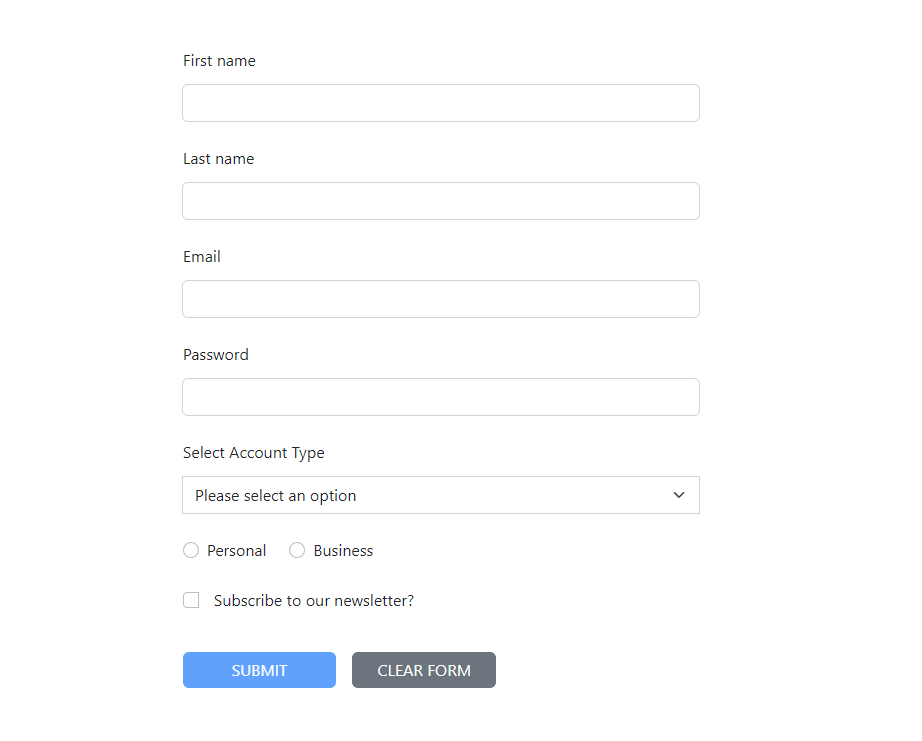 First name
Last name
Email
Password
Select Account Type
Please select an option
Personal Business
Subscribe to our newsletter?
SUBMIT CLEAR FORM